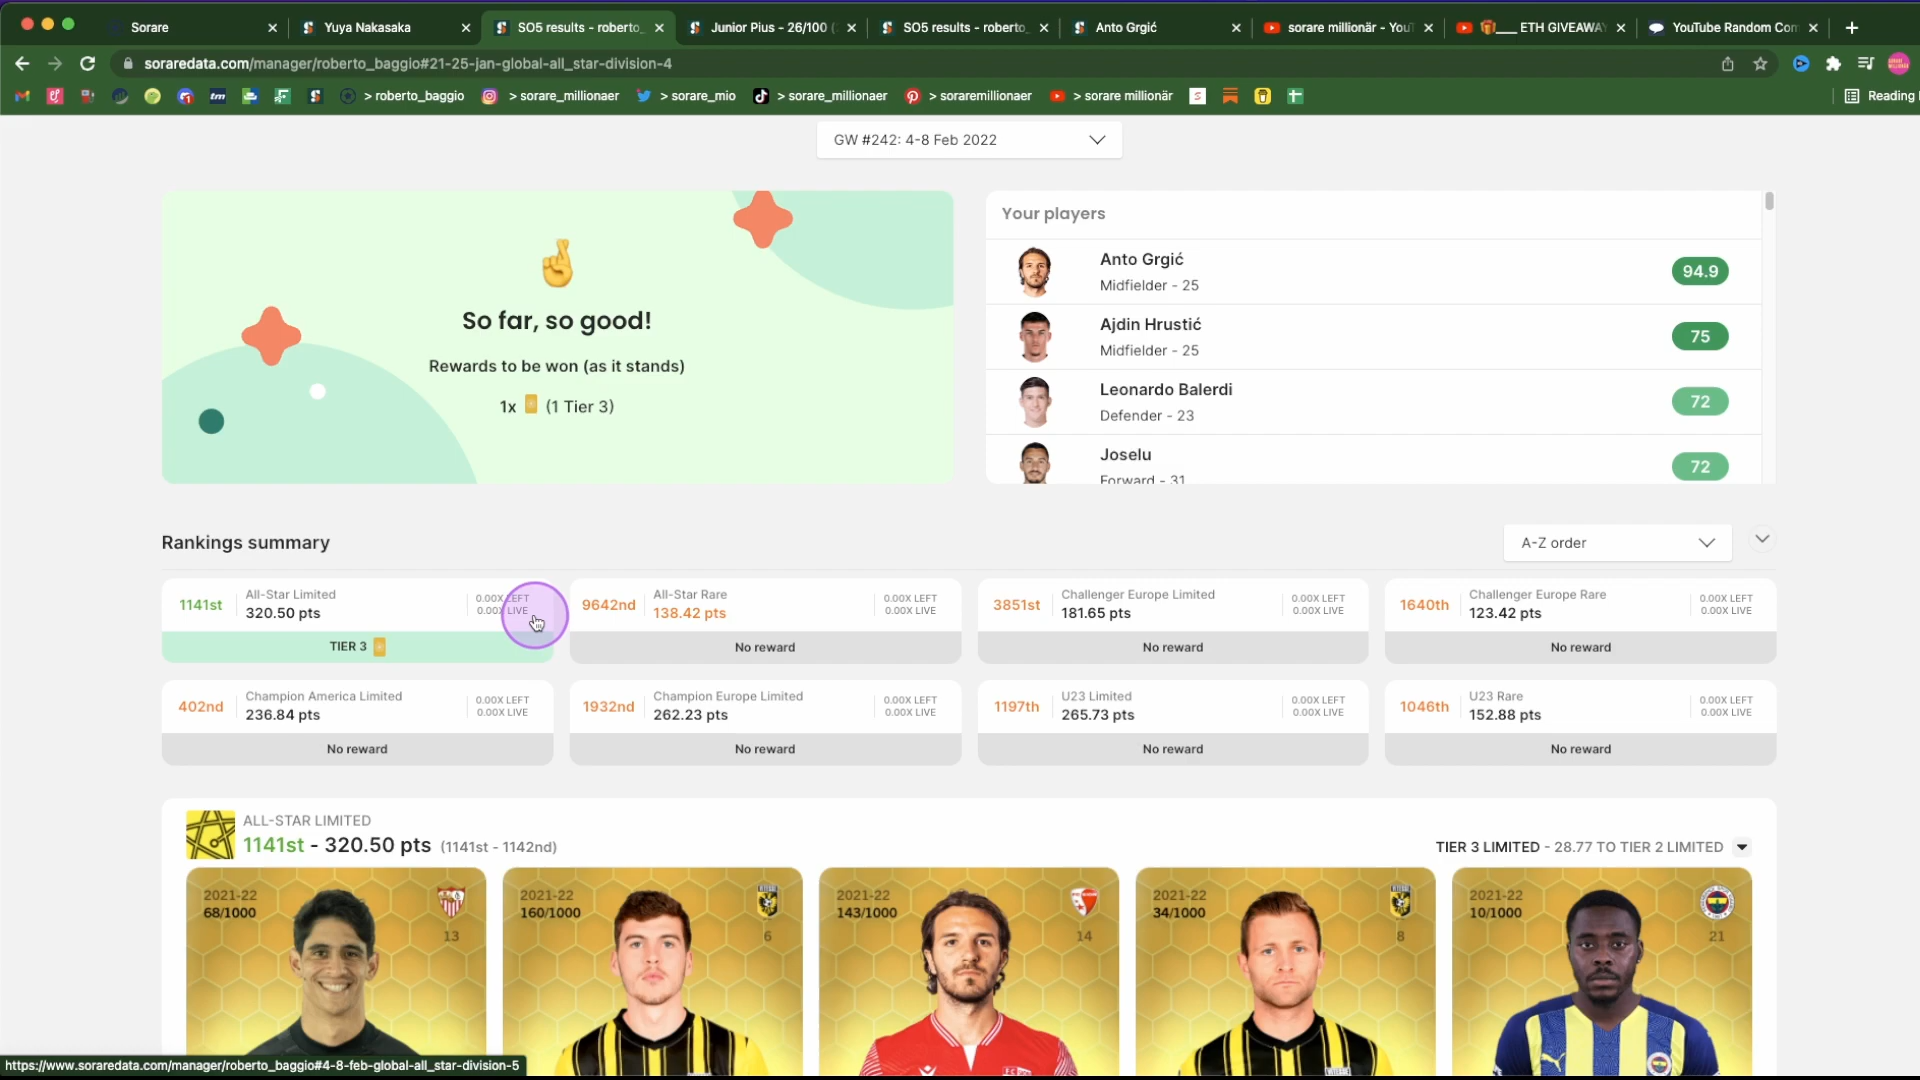 Sorare
Yuya Nakasaka
SO5 results - roberto_
Junior Pius - 26/100 (
SO5 results - roberto_
Anto Grgić
sorare millionär - YouT
ETH GIVEAWAY
YouTube Random Com
soraredata.com/manager/roberto_baggio#21-25-jan-global-all_star-division-4
> roberto_baggio
> sorare_millionaer
> sorare_mio
> sorare_millionaer
> soraremillionaer
> sorare millionär
Reading
GW #242: 4-8 Feb 2022
So far, so good!
Rewards to be won (as it stands)
1x (1 Tier 3)
Your players
Anto Grgić
Midfielder - 25
94.9
Ajdin Hrustić
Midfielder - 25
75
Leonardo Balerdi
Defender - 23
72
Joselu
Forward - 31
72
Rankings summary
A-Z order
1141st
All-Star Limited
320.50 pts
0.00X LEFT
0.00X LIVE
TIER 3
9642nd
All-Star Rare
138.42 pts
0.00X LEFT
0.00X LIVE
No reward
3851st
Challenger Europe Limited
181.65 pts
0.00X LEFT
0.00X LIVE
No reward
1640th
Challenger Europe Rare
123.42 pts
0.00X LEFT
0.00X LIVE
No reward
402nd
Champion America Limited
236.84 pts
0.00X LEFT
0.00X LIVE
No reward
1932nd
Champion Europe Limited
262.23 pts
0.00X LEFT
0.00X LIVE
No reward
1197th
U23 Limited
265.73 pts
0.00X LEFT
0.00X LIVE
No reward
1046th
U23 Rare
152.88 pts
0.00X LEFT
0.00X LIVE
No reward
ALL-STAR LIMITED
1141st - 320.50 pts (1141st - 1142nd)
TIER 3 LIMITED - 28.77 TO TIER 2 LIMITED
2021-22
68/1000
13
2021-22
160/1000
6
2021-22
143/1000
14
2021-22
34/1000
8
2021-22
10/1000
21
https://www.soraredata.com/manager/roberto_baggio#4-8-feb-global-all_star-division-5